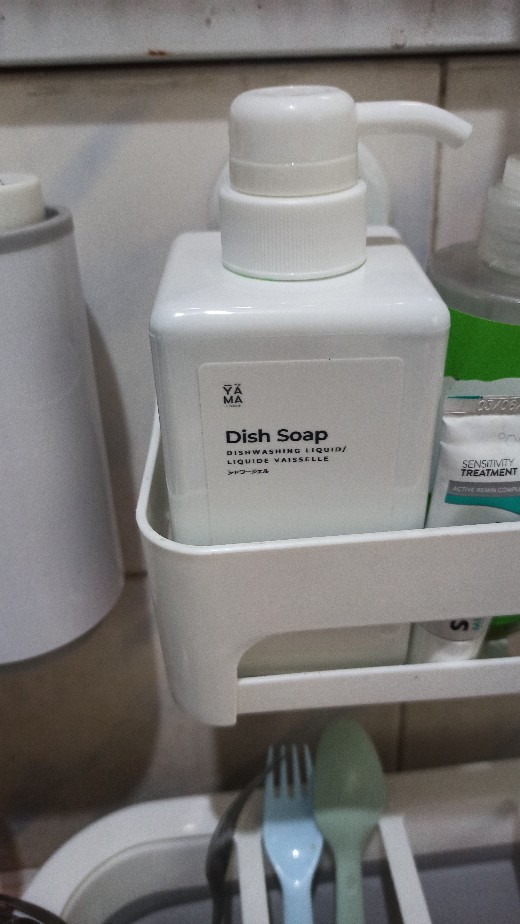 YA
MA
Dish Soap
DISHWASHING LIQUID/
LIQUIDE VAISSELLE
SENSITIVITY
TREATMENT